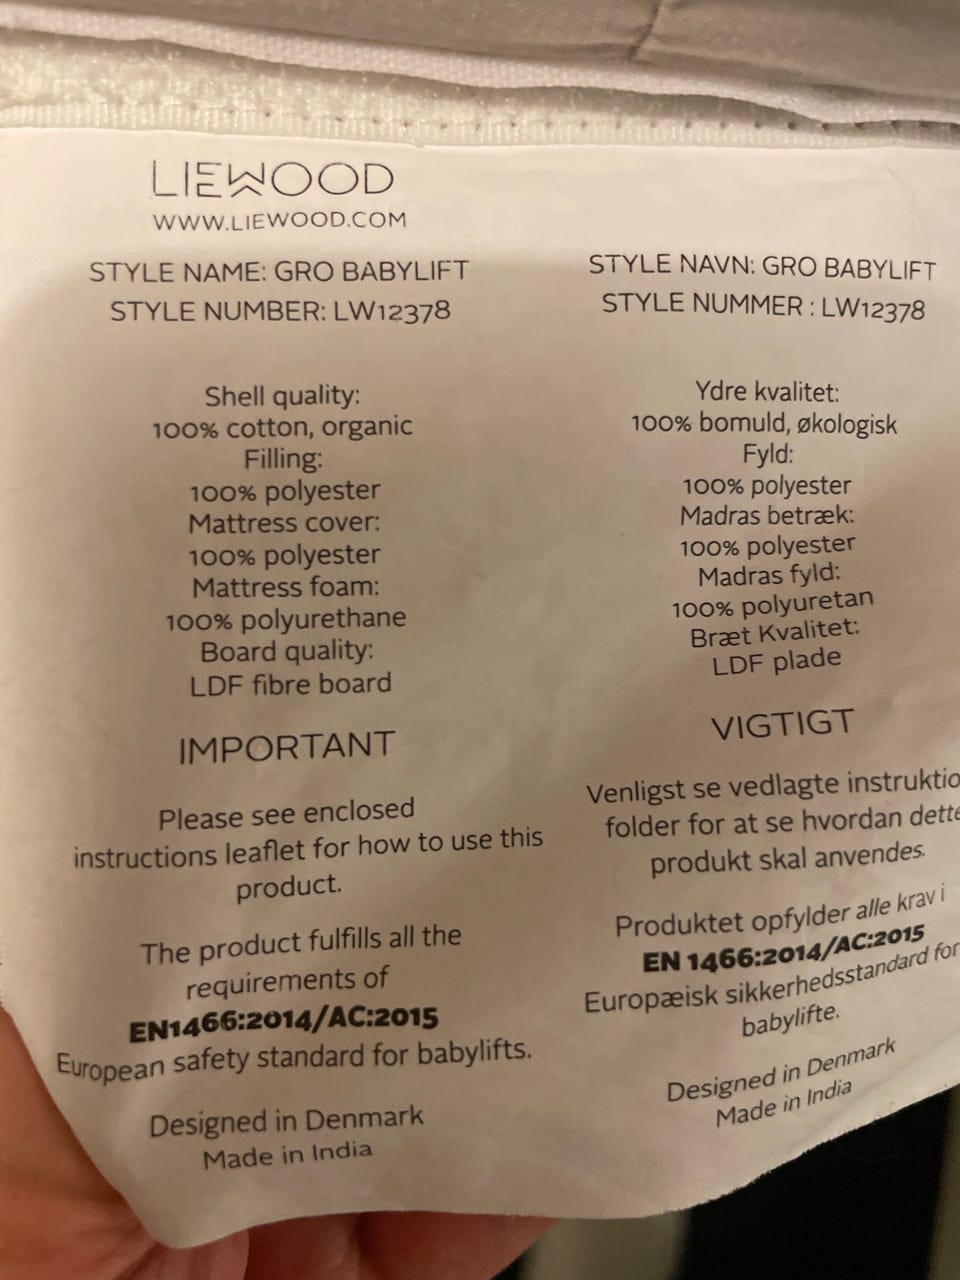 LIEWOOD
WWW.LIEWOOD.COM
STYLE NAME: GRO BABYLIFT
STYLE NUMBER: LW12378
Shell quality:
100% cotton, organic
Filling:
100% polyester
Mattress cover:
100% polyester
Mattress foam:
100% polyurethane
Board quality:
LDF fibre board
IMPORTANT
Please see enclosed
instructions leaflet for how to use this
product.
The product fulfills all the
requirements of
EN1466:2014/AC:2015
European safety standard for babylifts.
Designed in Denmark
Made in India
STYLE NAVN: GRO BABYLIFT
STYLE NUMMER : LW12378
Ydre kvalitet:
100% bomuld, økologisk
Fyld:
100% polyester
Madras betræk:
100% polyester
Madras fyld:
100% polyuretan
Bræt Kvalitet:
LDF plade
VIGTIGT
Venligst se vedlagte instruktio
folder for at se hvordan dette
produkt skal anvendes.
Produktet opfylder alle krav i
EN 1466:2014/AC:2015
Europæisk sikkerhedsstandard for
babylifte.
Designed in Denmark
Made in India